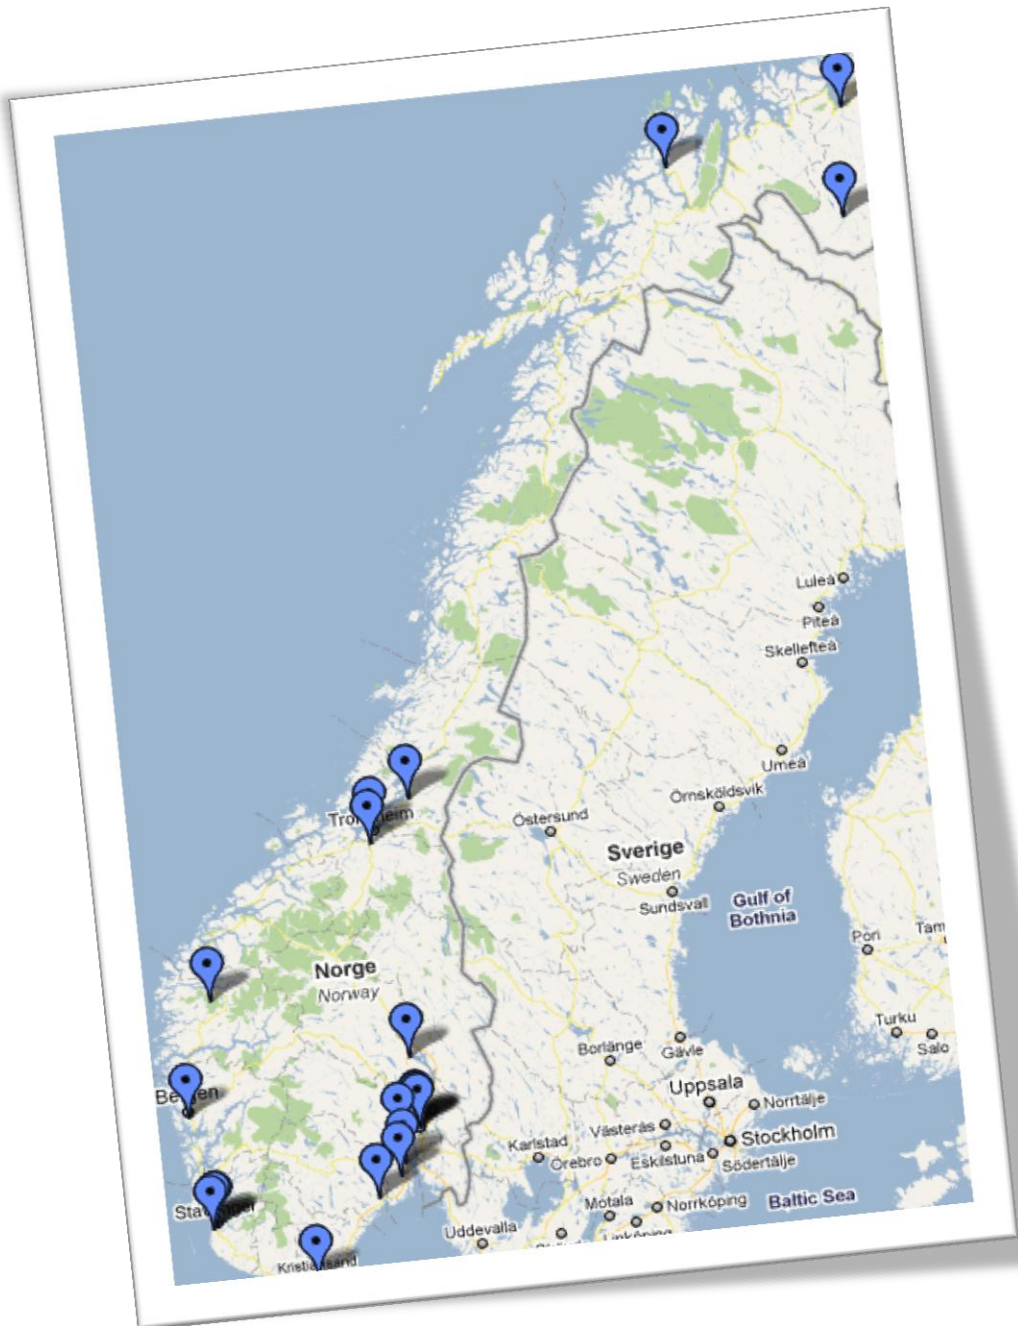 Luleå
Piteå
Skellefteå
Umeå
Örnsköldsvik
Östersund
Sverige
Sweden
Sundsvall
Gulf of
Bothnia
Pori
Tam
Norge
Norway
Turku
Salo
Borlänge
Gävle
Uppsala
Norrtälje
Västerås
Stockholm
Karlstad
Örebro
Eskilstuna
Södertälje
Motala
Norrköping
Baltic Sea
Uddevalla